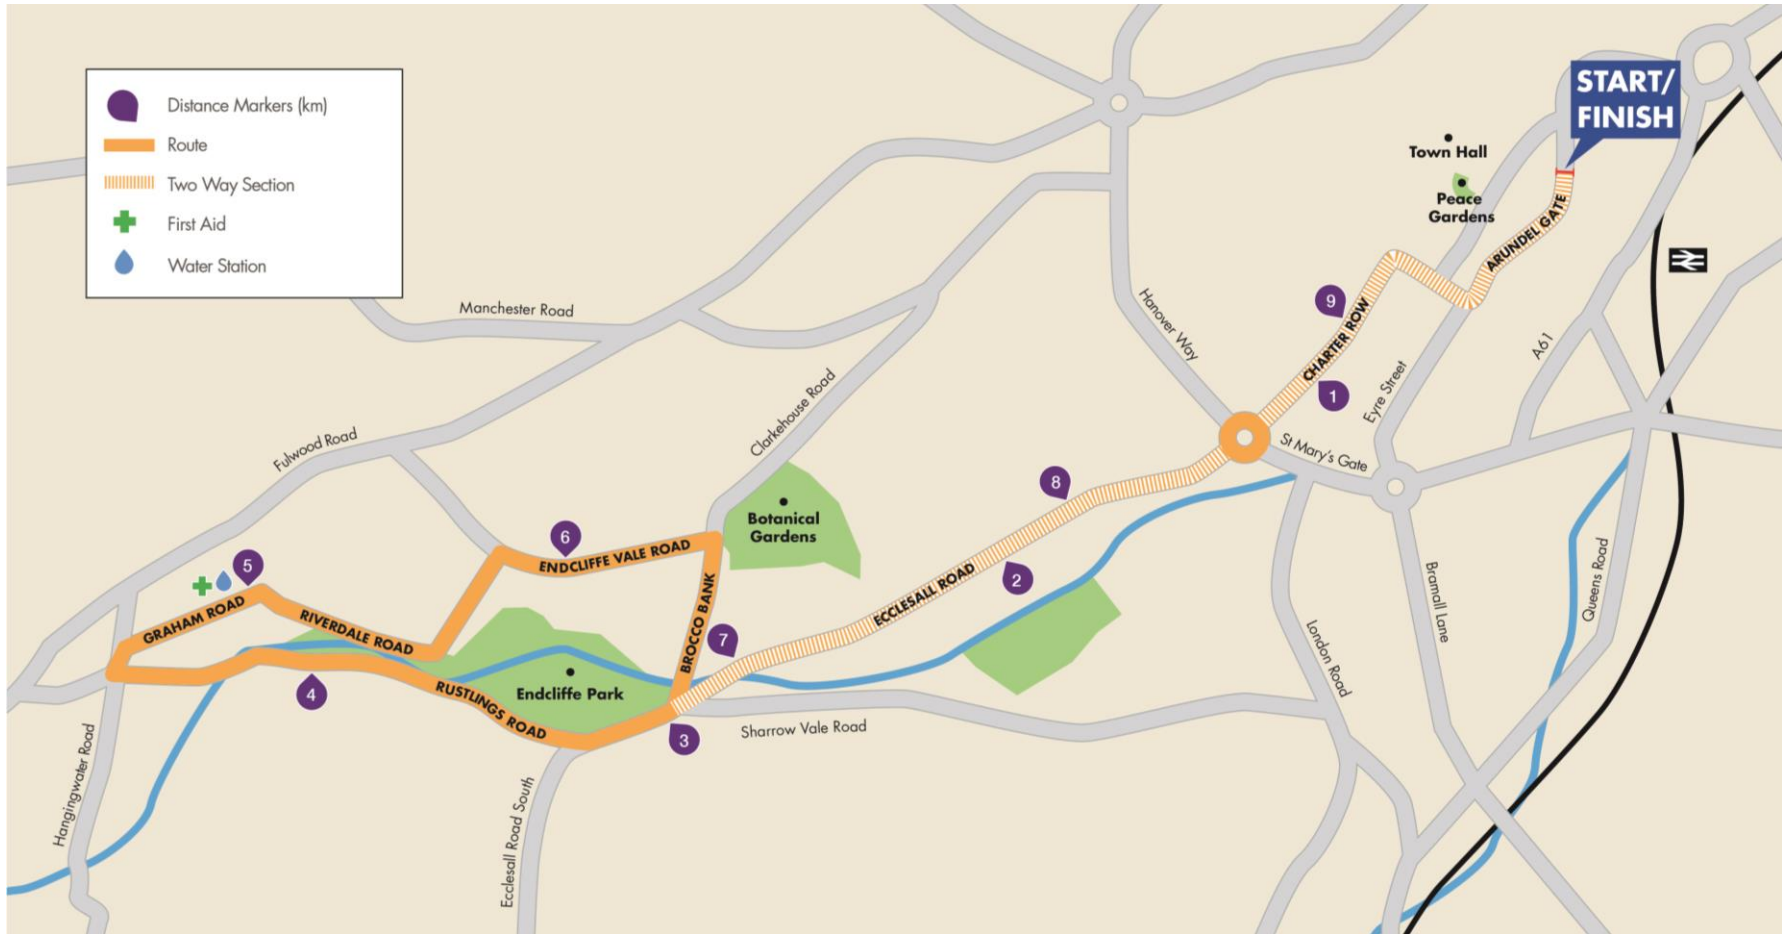 Distance Markers (km)
Route
Two Way Section
First Aid
Water Station
START/
FINISH
Town Hall
Peace
Gardens
ARUNDEL GATE
9
CHARTER ROW
1
Hanover Way
Eyre Street
A61
St Mary's Gate
Manchester Road
Clarkehouse Road
Fulwood Road
8
Botanical
Gardens
6
ENDCLIFFE VALE ROAD
5
GRAHAM ROAD
RIVERDALE ROAD
BROCCO BANK
7
ECCLESALL ROAD
2
Queens Road
Bramall Lane
London Road
4
RUSTLINGS ROAD
Endcliffe Park
3
Sharrow Vale Road
Hangingwater Road
Ecclesall Road South